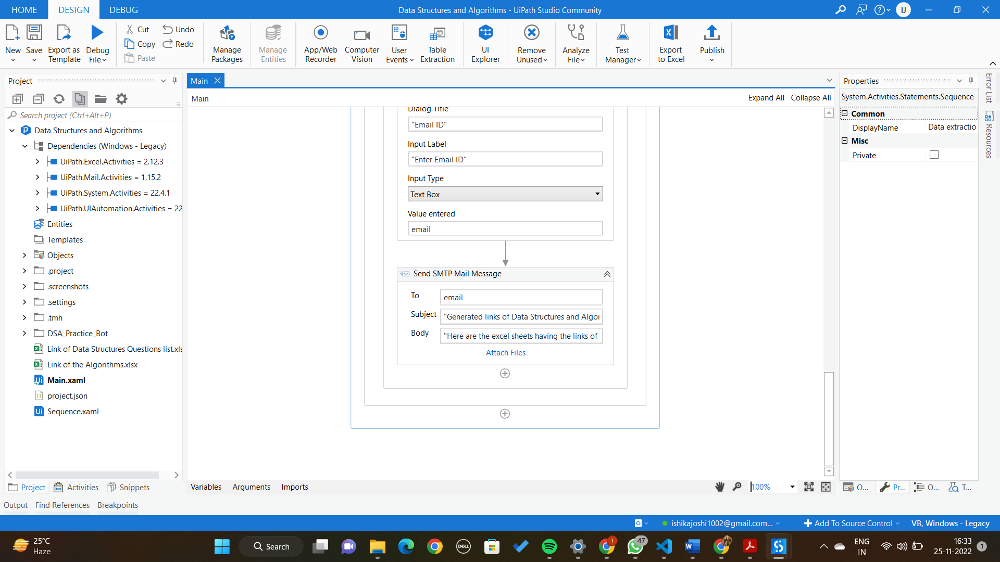 HOME DESIGN DEBUG
Data Structures and Algorithms - UiPath Studio Community
IJ
New
Save
Export as Template
Debug File
Cut
Copy
Paste
Undo
Redo
Manage Packages
Manage Entities
App/Web Recorder
Computer Vision
User Events
Table Extraction
UI Explorer
Remove Unused
Analyze File
Test Manager
Export to Excel
Publish
Project
Search project (Ctrl+Alt+P)
Data Structures and Algorithms
Dependencies (Windows - Legacy)
UiPath.Excel.Activities = 2.12.3
UiPath.Mail.Activities = 1.15.2
UiPath.System.Activities = 22.4.1
UiPath.UIAutomation.Activities = 22
Entities
Templates
Objects
.project
.screenshots
.settings
.tmh
DSA_Practice_Bot
Link of Data Structures Questions list.xls
Link of the Algorithms.xlsx
Main.xaml
project.json
Sequence.xaml
Project Activities Snippets
Main
Main
Expand All Collapse All
Dialog Title
"Email ID"
Input Label
"Enter Email ID"
Input Type
Text Box
Value entered
email
Send SMTP Mail Message
To email
Subject "Generated links of Data Structures and Algor
Body "Here are the excel sheets having the links of
Attach Files
Variables Arguments Imports
100%
Properties
System.Activities.Statements.Sequence
Common
DisplayName Data extractio
Misc
Private
O... Pr... O... T...
Error List
Resources
Output Find References Breakpoints
ishikajoshi1002@gmail.com...
Add To Source Control
VB, Windows - Legacy
25°C
Haze
Search
DELL
47
ENG
IN
16:33
25-11-2022
1